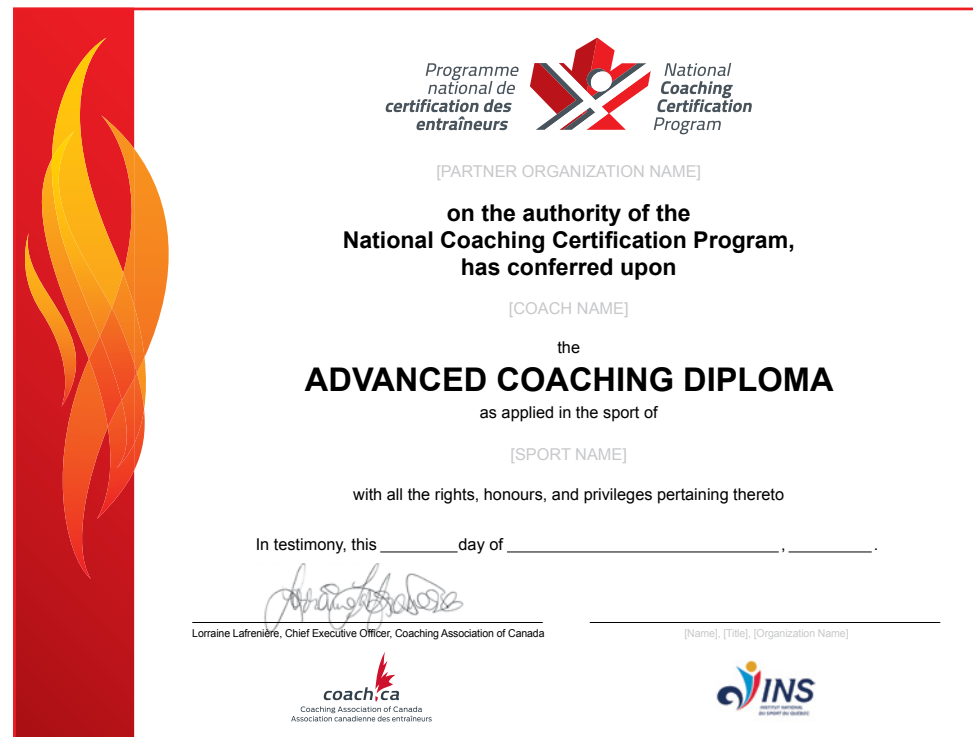 Programme
national de
certification des
entraîneurs
National
Coaching
Certification
Program
[PARTNER ORGANIZATION NAME]
on the authority of the
National Coaching Certification Program,
has conferred upon
[COACH NAME]
the
ADVANCED COACHING DIPLOMA
as applied in the sport of
[SPORT NAME]
with all the rights, honours, and privileges pertaining thereto
In testimony, this ________ day of ____________________________ , _________ .
Lorraine Lafrenière, Chief Executive Officer, Coaching Association of Canada
[Name], [Title], [Organization Name]
coach.ca
Coaching Association of Canada
Association canadienne des entraîneurs
INS
INSTITUT NATIONAL
DU SPORT DU QUÉBEC